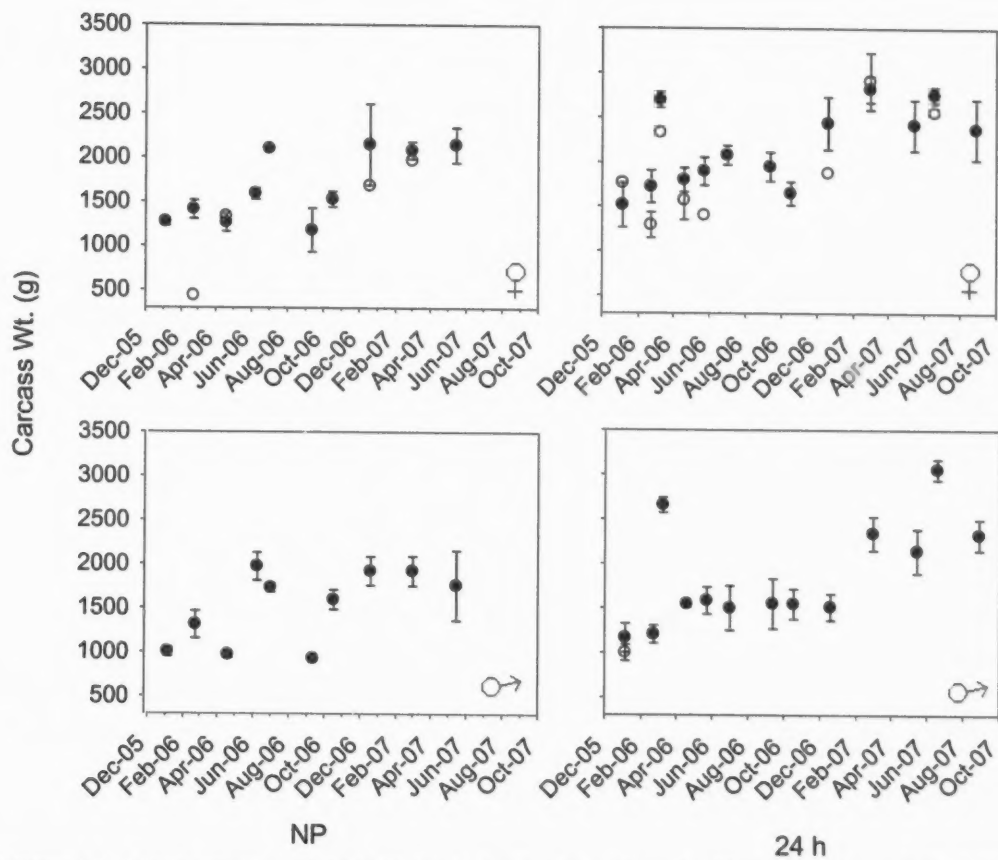 Carcass Wt. (g)
3500
3000
2500
2000
1500
1000
500
Dec-05
Feb-06
Apr-06
Jun-06
Aug-06
Oct-06
Dec-06
Feb-07
Apr-07
Jun-07
Aug-07
Oct-07
Dec-05
Feb-06
Apr-06
Jun-06
Aug-06
Oct-06
Dec-06
Feb-07
Apr-07
Jun-07
Aug-07
Oct-07
3500
3000
2500
2000
1500
1000
500
Dec-05
Feb-06
Apr-06
Jun-06
Aug-06
Oct-06
Dec-06
Feb-07
Apr-07
Jun-07
Aug-07
Oct-07
Dec-05
Feb-06
Apr-06
Jun-06
Aug-06
Oct-06
Dec-06
Feb-07
Apr-07
Jun-07
Aug-07
Oct-07
NP
24 h